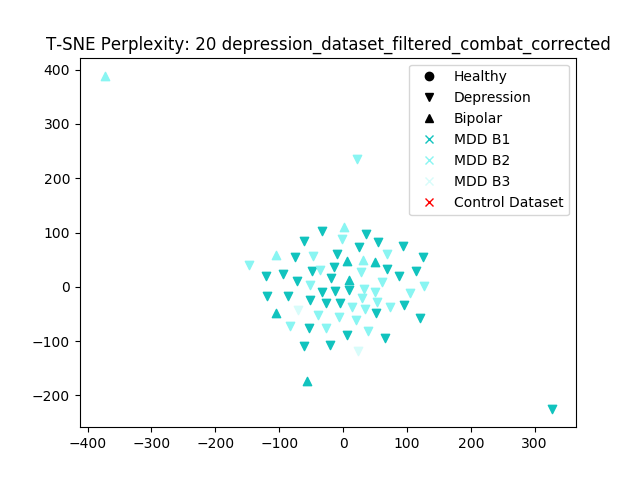 T-SNE Perplexity: 20 depression_dataset_filtered_combat_corrected
Healthy
Depression
Bipolar
MDD B1
MDD B2
MDD B3
Control Dataset
400
300
200
100
0
−100
−200
−400 −300 −200 −100 0 100 200 300